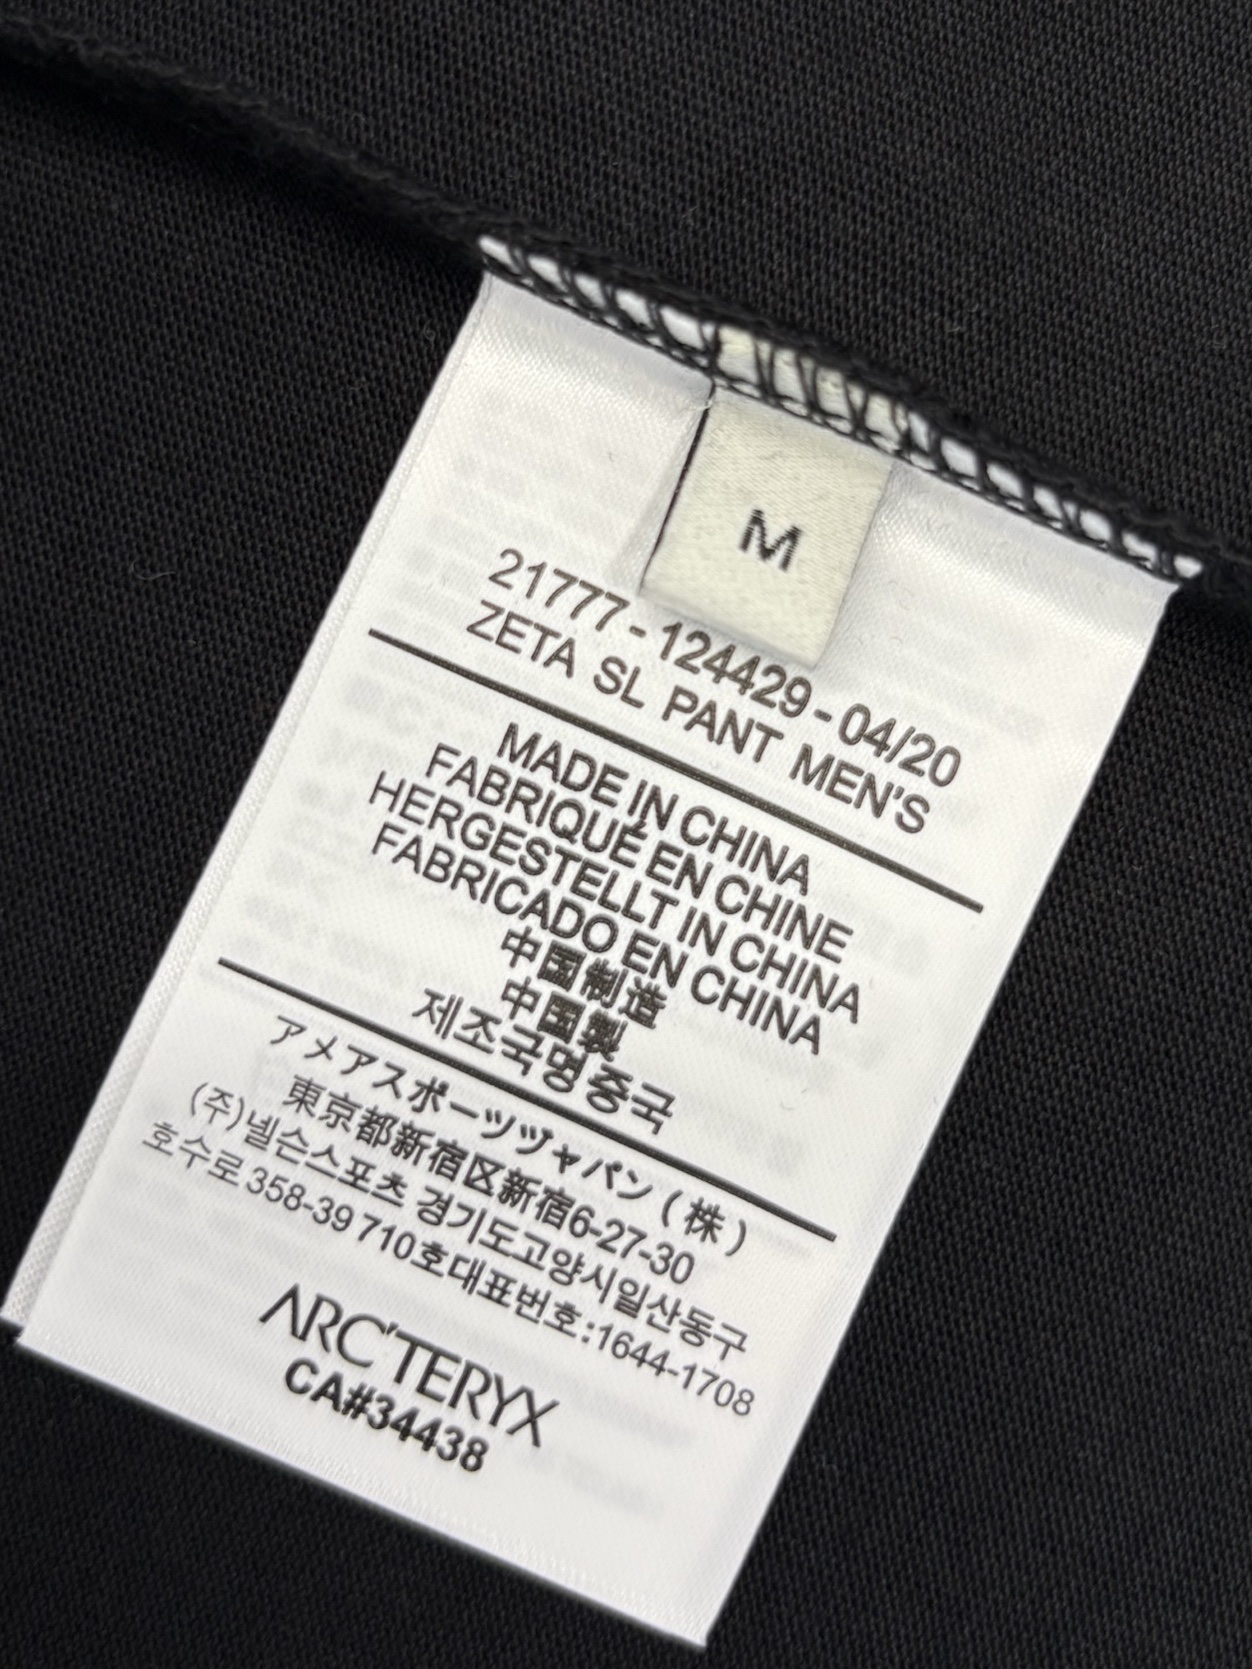 M
21777 - 124429 - 04/20
ZETA SL PANT MEN'S
MADE IN CHINA
FABRIQUÉ EN CHINE
HERGESTELLT IN CHINA
FABRICADO EN CHINA
中国制造
中国製
제조국명중국
アメアスポーツツヅャパン(株)
東京都新宿区新宿6-27-30
(주)넬슨스포츠 경기도고양시일산동구
호수로 358-39 710호대표번호:1644-1708
ARC'TERYX
CA#34438